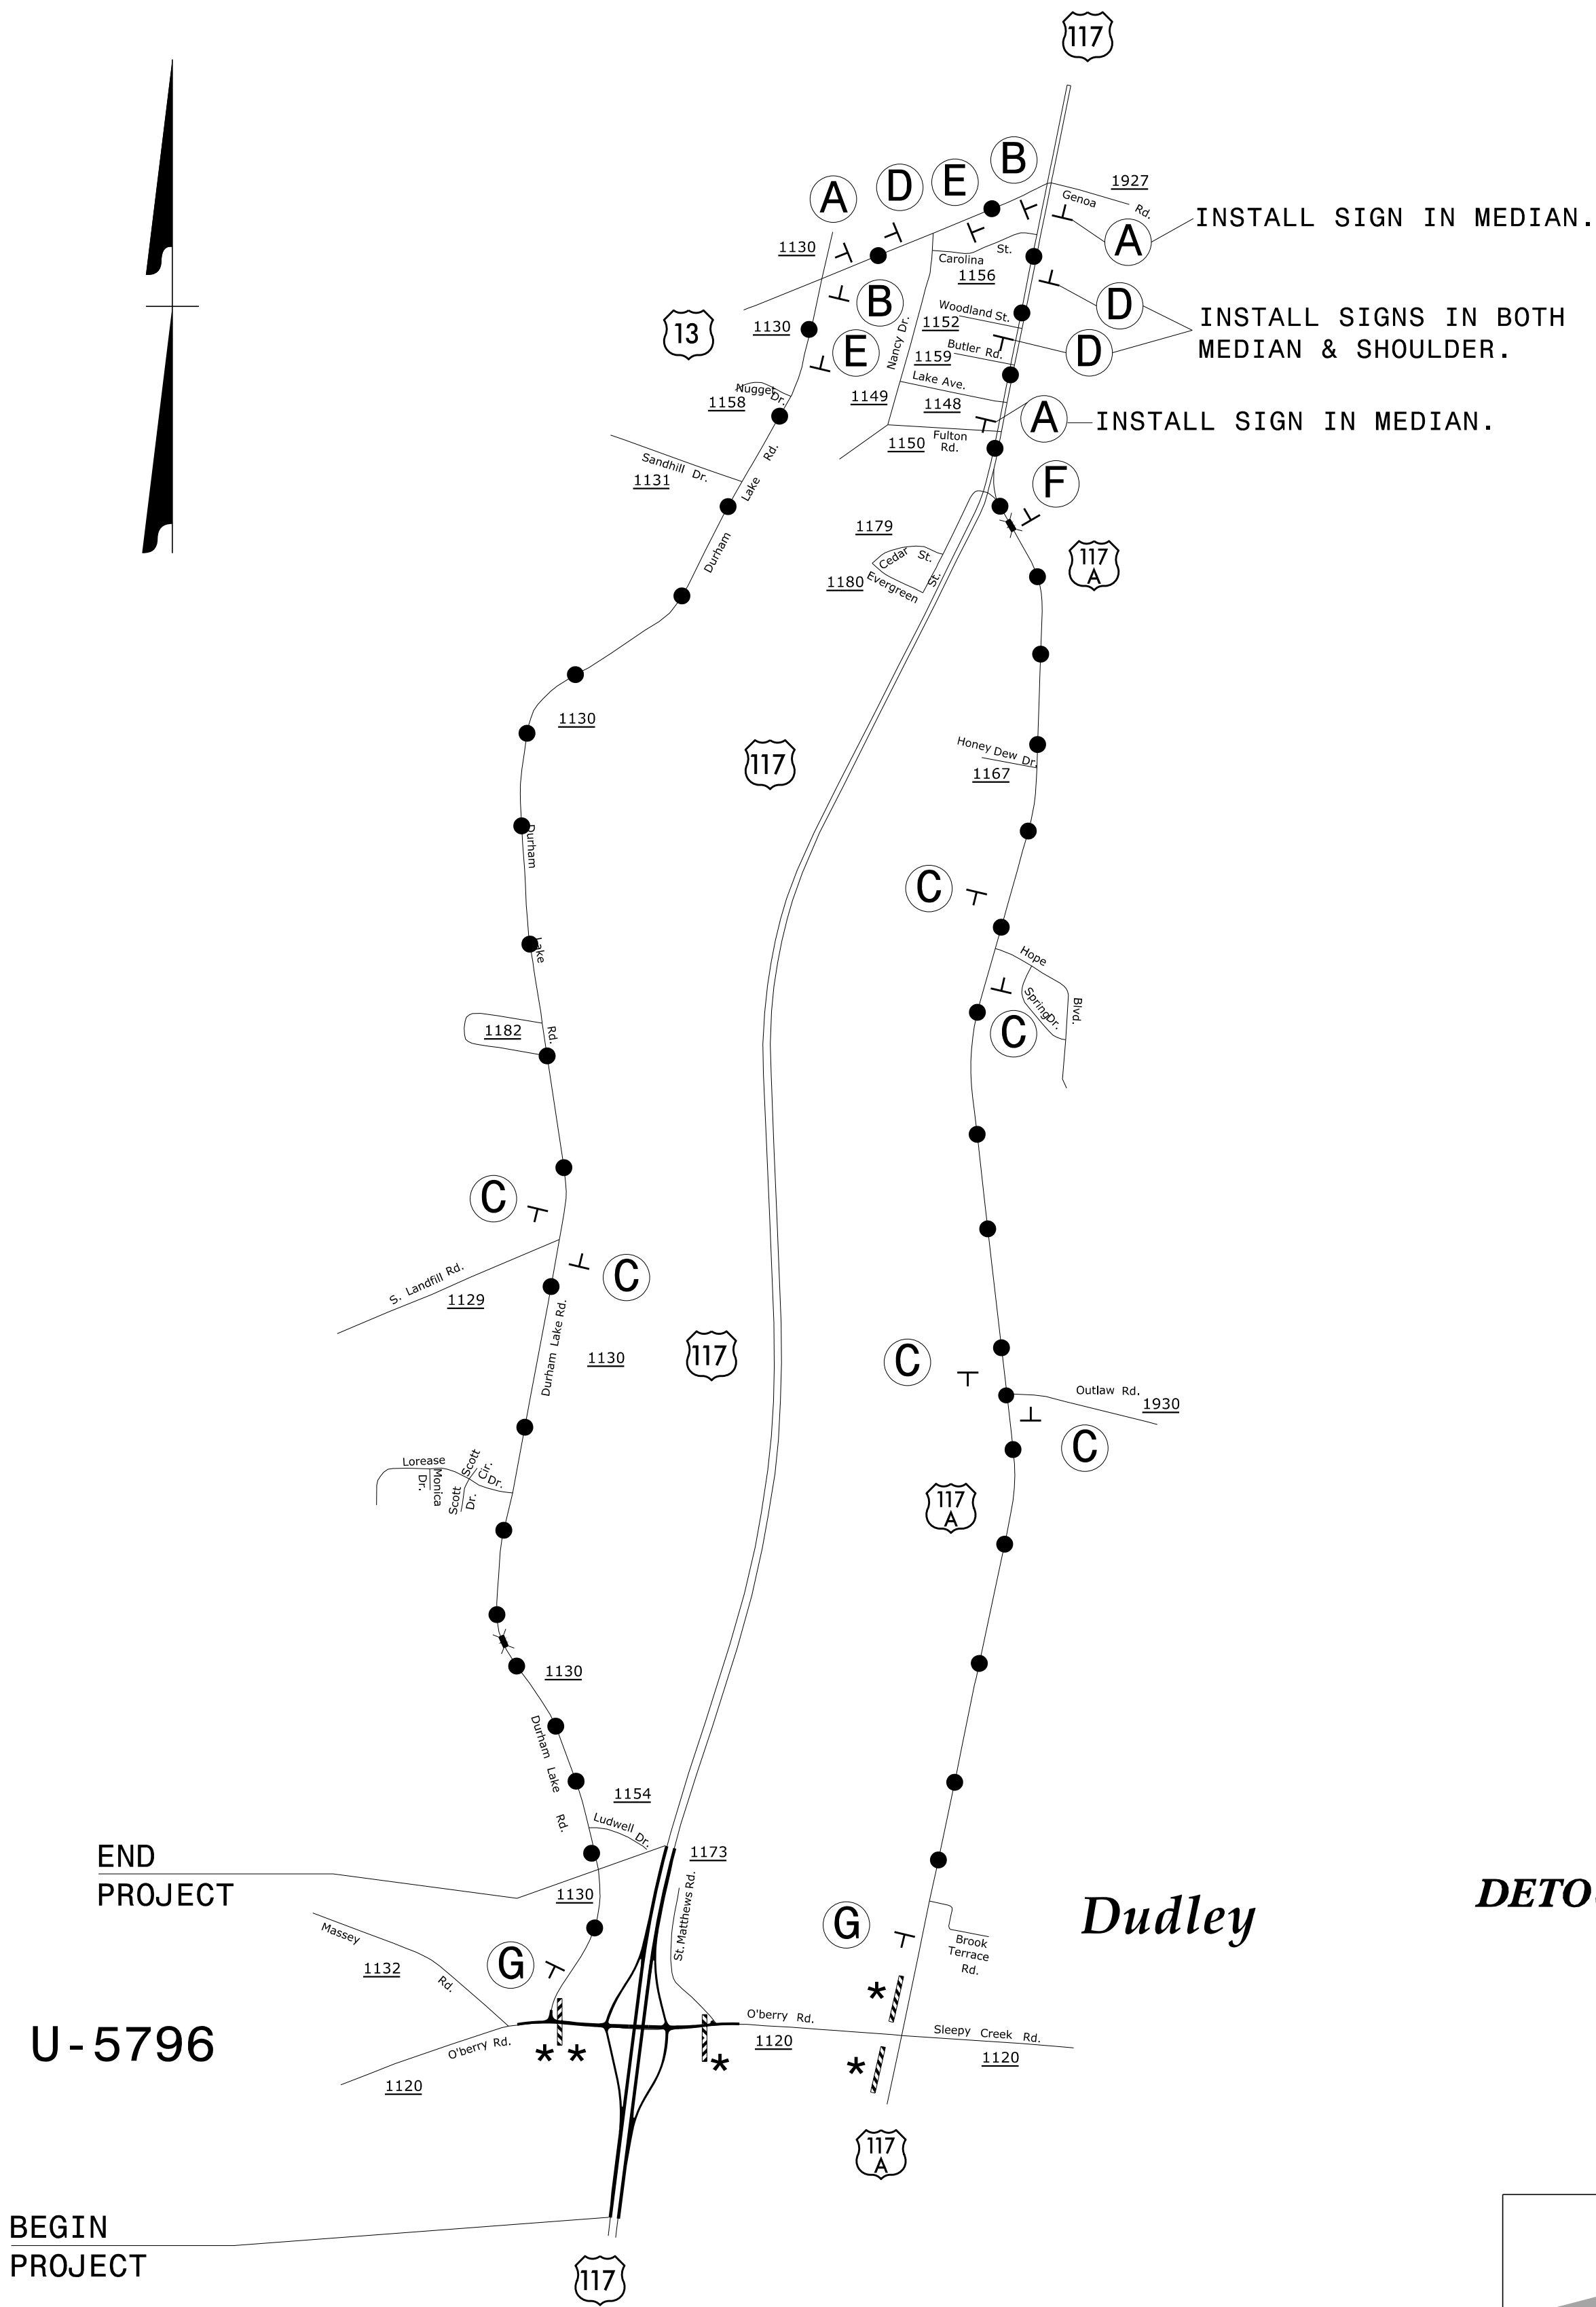 117
B
E
D
A
1927
Genoa
Rd.
INSTALL SIGN IN MEDIAN.
A
1130
St.
Carolina
1156
D
B
Woodland St.
INSTALL SIGNS IN BOTH
MEDIAN & SHOULDER.
13
1130
1152
Nancy Dr.
E
Butler Rd.
D
1159
Lake Ave.
Nugget
Dr.
1158
1149
1148
A
INSTALL SIGN IN MEDIAN.
Fulton
Rd.
1150
Sandhill Dr.
1131
Durham Lake Rd.
F
1179
Cedar St.
1180
Evergreen St.
117
A
1130
117
Honey Dew Dr.
1167
Durham Lake Rd.
C
Hope
Blvd.
Spring
Dr.
C
1182
C
S. Landfill Rd.
1129
C
Durham Lake Rd.
1130
117
C
Outlaw Rd.
1930
C
Lorease
Dr.
Monica
Dr.
Scott
Cir.
Scott
Dr.
117
A
1130
Durham Lake Rd.
1154
Ludwell Dr.
END
PROJECT
1173
1130
St. Matthews Rd.
Massey Rd.
1132
G
G
Brook
Terrace
Rd.
Dudley
DETO
*
U-5796
O'berry Rd.
1120
* *
*
O'berry Rd.
1120
*
Sleepy Creek Rd.
1120
117
A
BEGIN
PROJECT
117